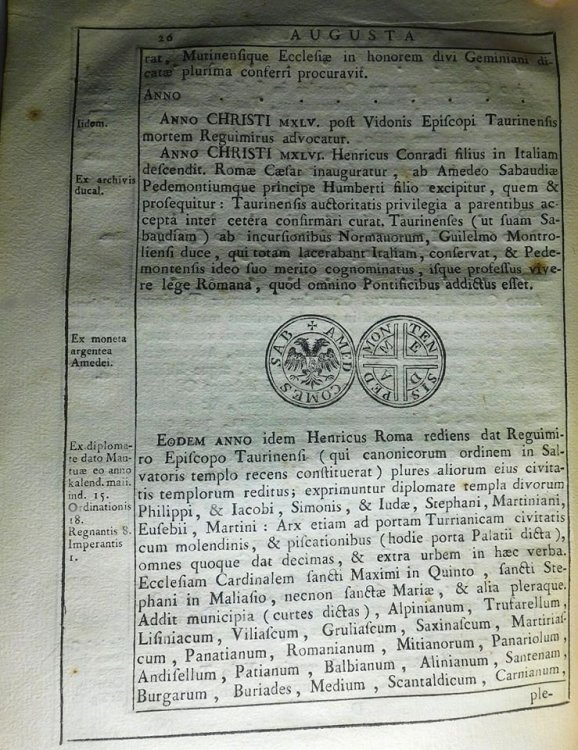 26 AUGUSTA
rat, Mutinensique Ecclesiæ in honorem divi Geminiani di-
catæ plurima conferri procuravit.
ANNO . . . . . . . . . .
Iidem.
ANNO CHRISTI MXLV. post Vidonis Episcopi Taurinensis
mortem Reguimirus advocatur.
ANNO CHRISTI MXLVI. Henricus Conradi filius in Italiam
descendit. Romæ Cæsar inauguratur, ab Amedeo Sabaudiæ
Ex archivis
ducal.
Pedemontiumque principe Humberti filio excipitur, quem &
prosequitur: Taurinensis auctoritatis privilegia a parentibus ac-
cepta inter cetera confirmari curat. Taurinenses (ut suam Sa-
baudiam) ab incursionibus Normanorum, Guilelmo Montro-
liensi duce, qui totam lacerabant Italiam, conservat, & Pede-
montensis ideo suo merito cognominatus, isque professus vive-
re lege Romana, quod omnino Pontificibus addictus esset.
Ex moneta
argentea
Amedei.
AMED COMES SAB
PEDMONTENSIS
AMED
EODEM ANNO idem Henricus Roma rediens dat Reguimi-
ro Episcopo Taurinensi (qui canonicorum ordinem in Sal-
vatoris templo recens constituerat) plures aliorum eius civita-
tis templorum reditus; exprimuntur diplomate templa divorum
Philippi, & Iacobi, Simonis, & Iudæ, Stephani, Martiniani,
Eusebii, Martini: Arx etiam ad portam Turrianicam civitatis
cum molendinis, & piscationibus (hodie porta Palatii dicta),
omnes quoque dat decimas, & extra urbem in hæc verba.
Ecclesiam Cardinalem sancti Maximi in Quinto, sancti Ste-
phani in Maliasio, necnon sanctæ Mariæ, & alia pleraque.
Addit municipia (curtes dictas), Alpinianum, Trufarellum,
Lisiniacum, Viliascum, Gruliascum, Saxinascum, Martirias-
cum, Panatianum, Romanianum, Mitianorum, Panariolum,
Andisellum, Patianum, Balbianum, Alinianum, Santenam,
Burgarum, Buriades, Medium, Scantaldicum, Carnianum,
ple-
Ex diploma-
te dato Man-
tuæ eo anno
kalend. maii.
ind. 15.
Ordinationis
18.
Regnantis 8.
Imperantis
1.